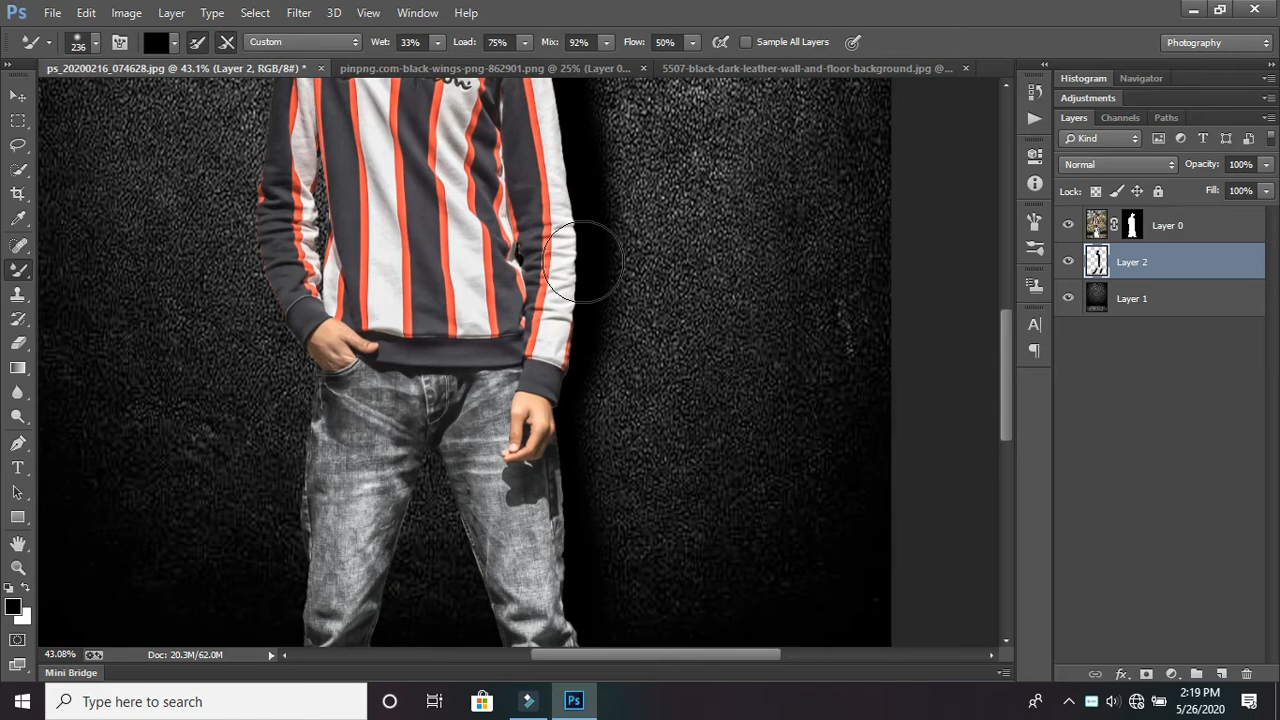 Ps File Edit Image Layer Type Select Filter 3D View Window Help
236 Custom Wet: 33% Load: 75% Mix: 92% Flow: 50% Sample All Layers Photography
ps_20200216_074628.jpg @ 43.1% (Layer 2, RGB/8#) * × pinpng.com-black-wings-png-862901.png @ 25% (Layer 0... × 5507-black-dark-leather-wall-and-floor-background.jpg @... ×
Histogram Navigator
Adjustments
Layers Channels Paths
Kind
Normal Opacity: 100%
Lock: Fill: 100%
Layer 0
Layer 2
Layer 1
43.08% Doc: 20.3M/62.0M
Mini Bridge
Type here to search
Ps
2:19 PM
5/26/2020